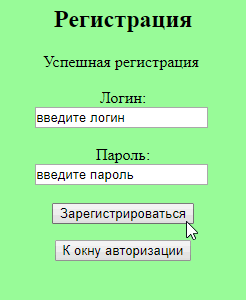 Регистрация
Успешная регистрация
Логин:
введите логин
Пароль:
введите пароль
Зарегистрироваться
К окну авторизации